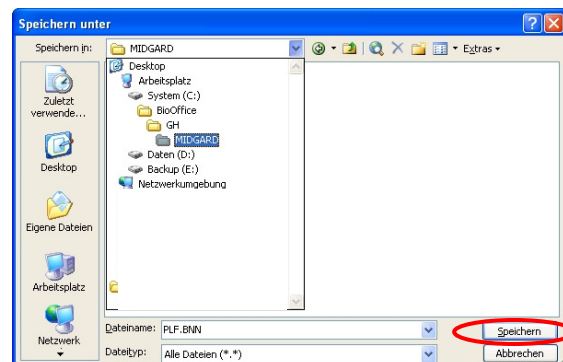 Speichern unter
Speichern in:
MIDGARD
Extras
Desktop
Arbeitsplatz
System (C:)
BioOffice
GH
MIDGARD
Daten (D:)
Backup (E:)
Netzwerkumgebung
Zuletzt
verwende...
Desktop
Eigene Dateien
Arbeitsplatz
Netzwerk
Dateiname:
PLF.BNN
Speichern
Dateityp:
Alle Dateien (*.*)
Abbrechen